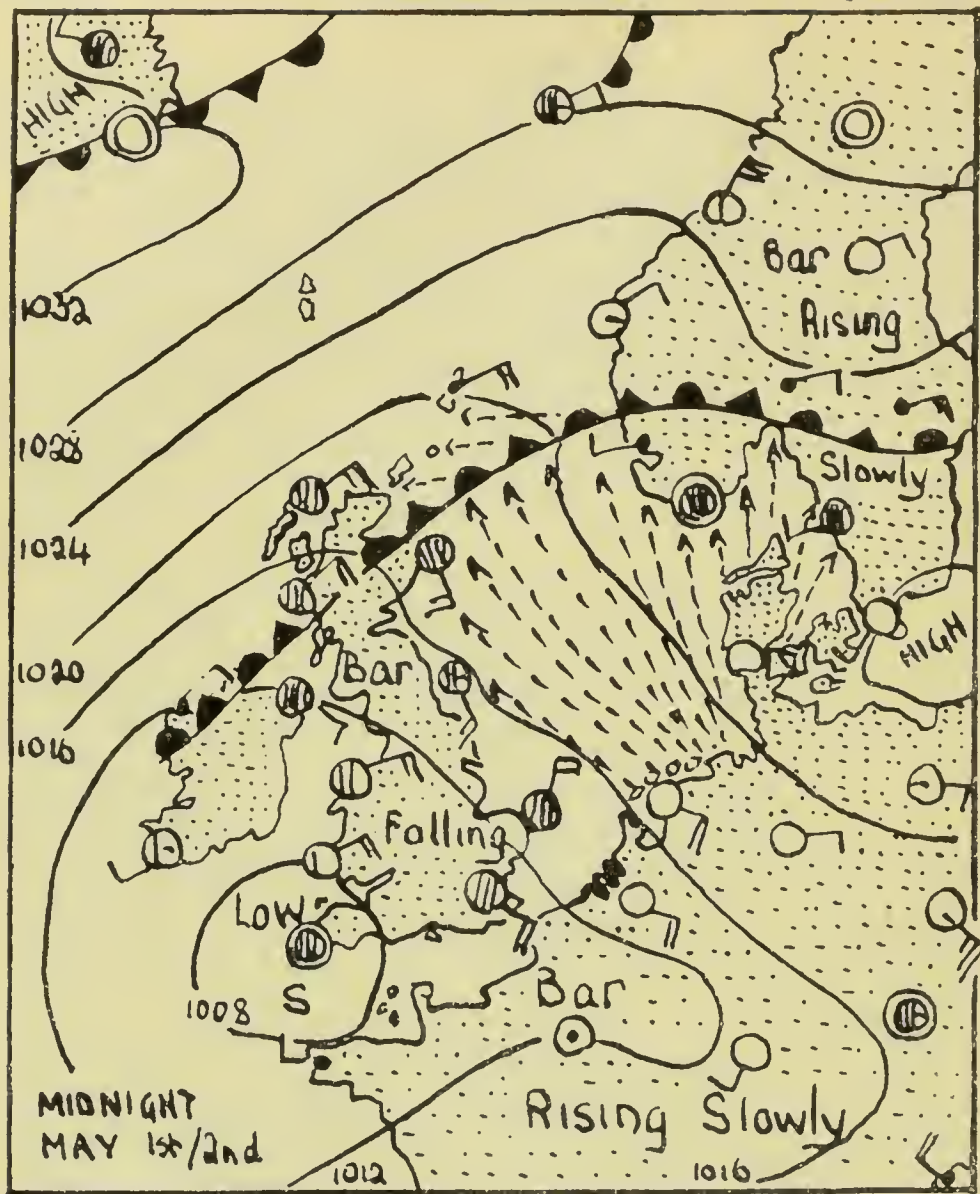 HIGH
1032
Bar
Rising
1028
Slowly
1024
HIGH
1020
Bar
1016
Falling
Low
S
1008
Bar
Rising Slowly
MIDNIGHT
MAY 1st/2nd
1012
1016